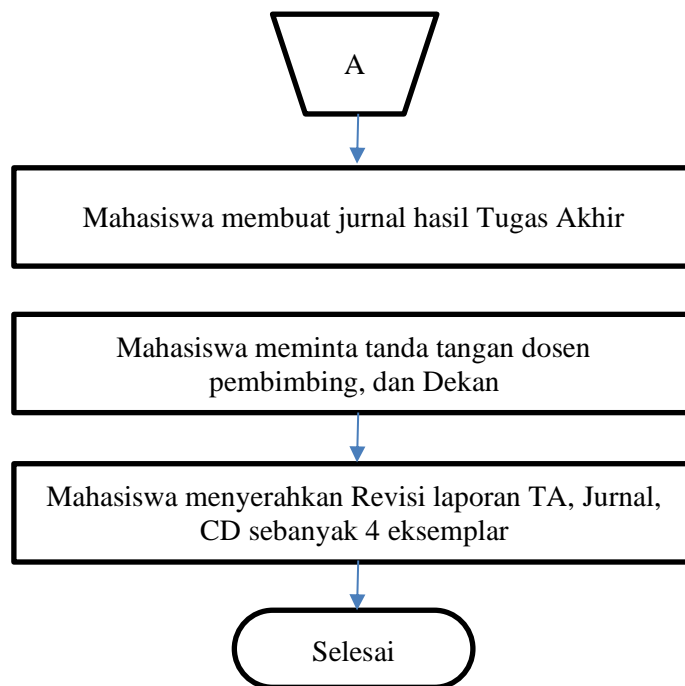 A
Mahasiswa membuat jurnal hasil Tugas Akhir
Mahasiswa meminta tanda tangan dosen
pembimbing, dan Dekan
Mahasiswa menyerahkan Revisi laporan TA, Jurnal,
CD sebanyak 4 eksemplar
Selesai